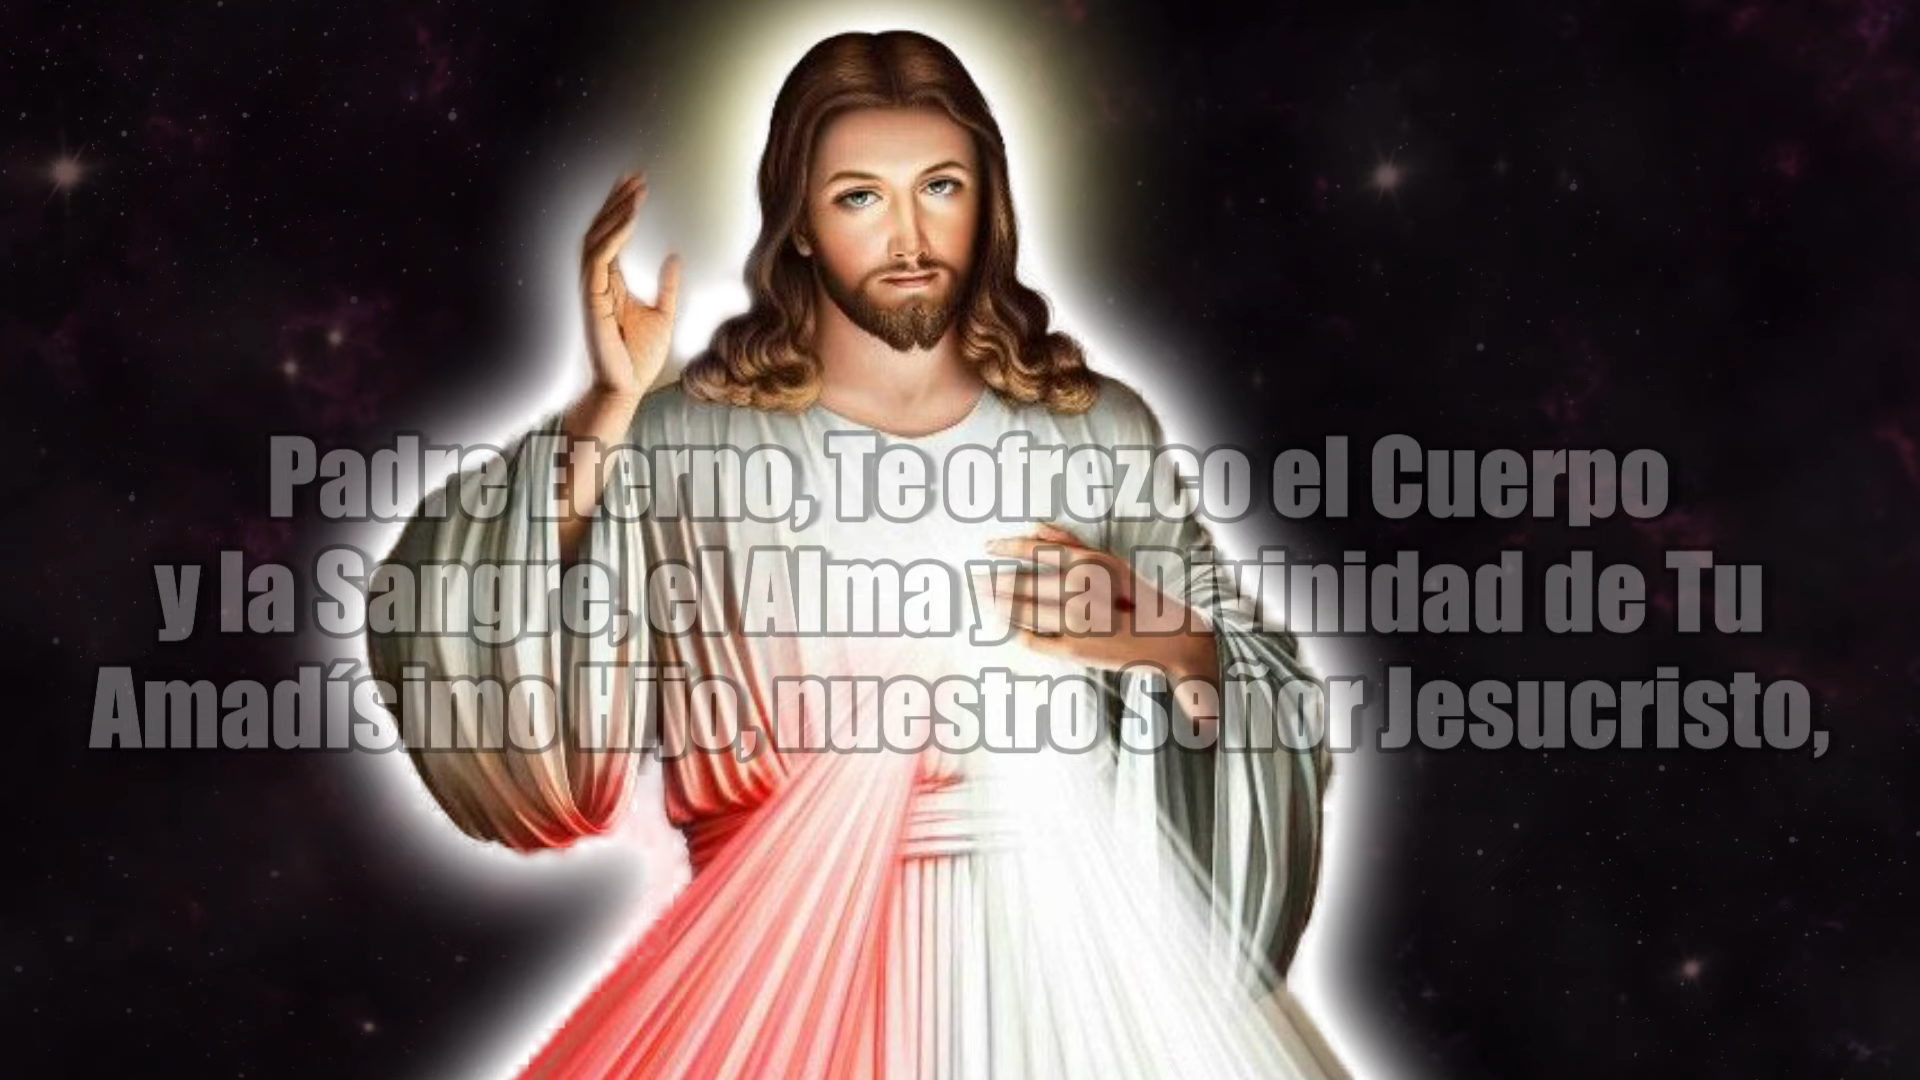 Padre Eterno, Te ofrezco el Cuerpo
y la Sangre, el Alma y la Divinidad de Tu
Amadísimo Hijo, nuestro Señor Jesucristo,